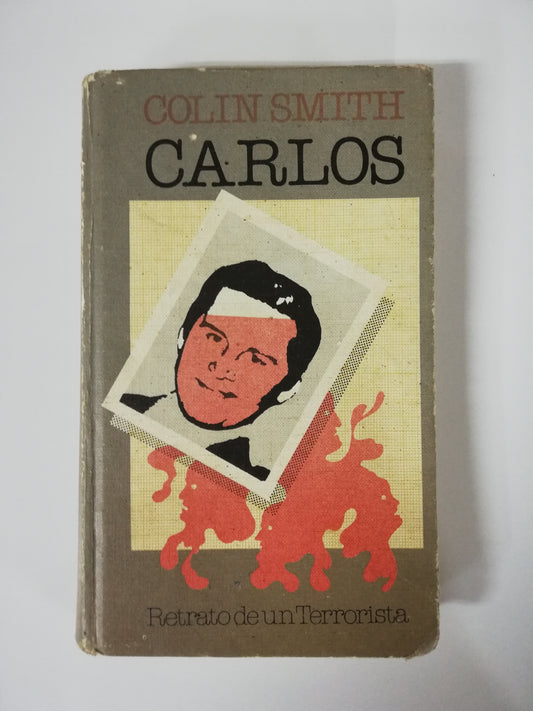 COLIN SMITH
CARLOS
Retrato de un Terrorista